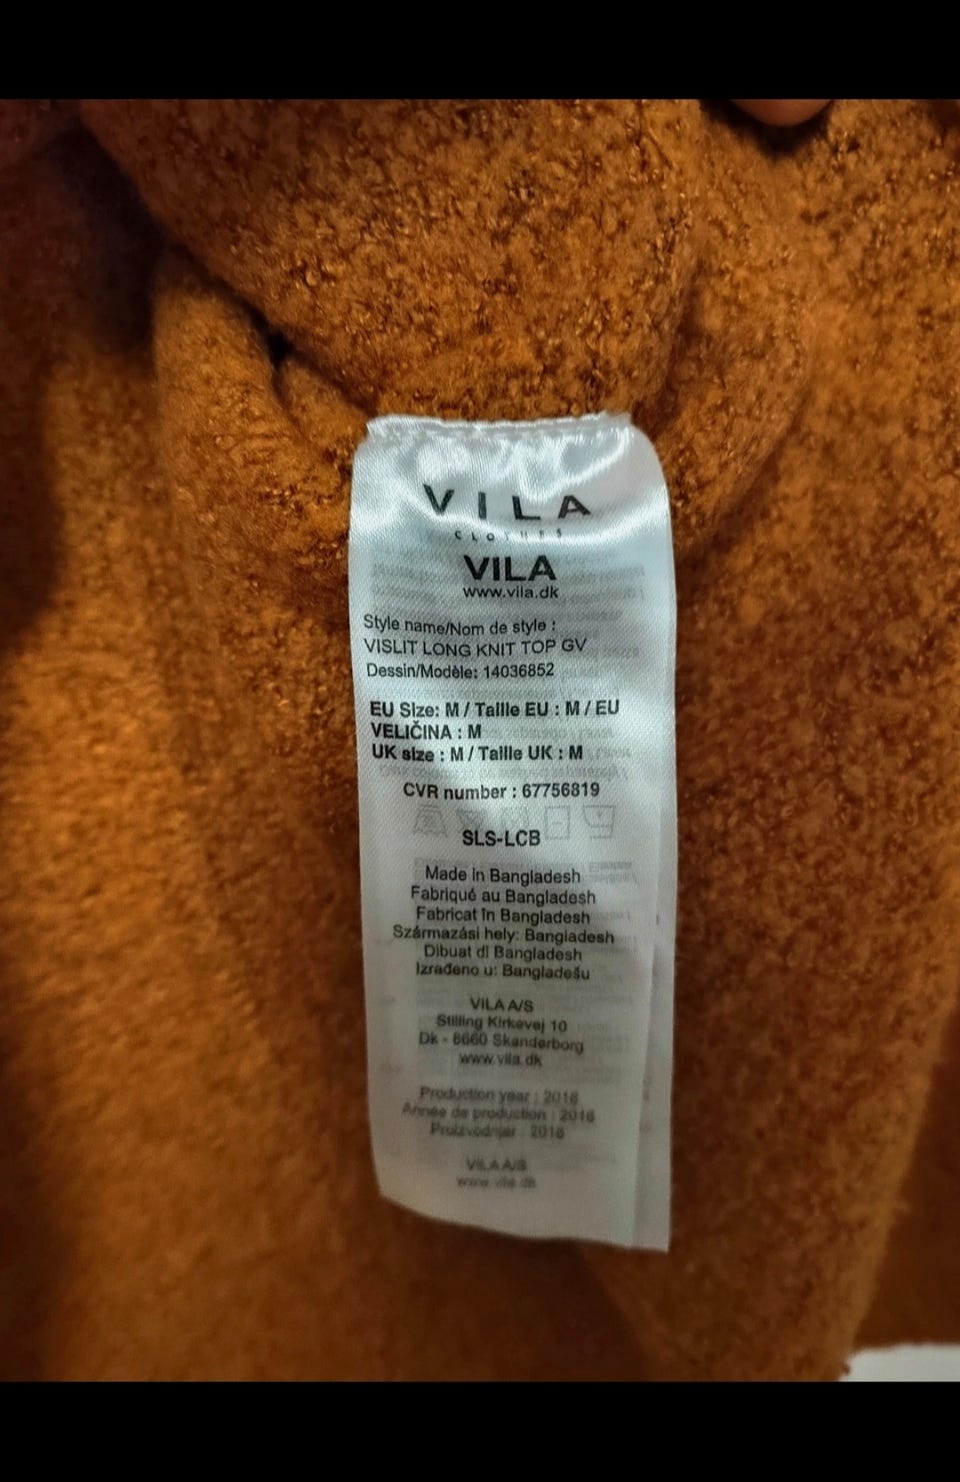 VILA
CLOTHES
VILA
www.vila.dk
Style name/Nom de style :
VISLIT LONG KNIT TOP GV
Dessin/Modèle: 14036852
EU Size: M / Taille EU : M / EU
VELIČINA : M
UK size : M / Taille UK : M
CVR number : 67756819
SLS-LCB
Made in Bangladesh
Fabriqué au Bangladesh
Fabricat în Bangladesh
Származási hely: Bangladesh
Dibuat di Bangladesh
Izrađeno u: Bangladešu
VILA A/S
Stilling Kirkevej 10
Dk - 8660 Skanderborg
www.vila.dk
Production year : 2016
Année de production : 2016
Proizvodnjar : 2016
VILA A/S
www.vila.dk